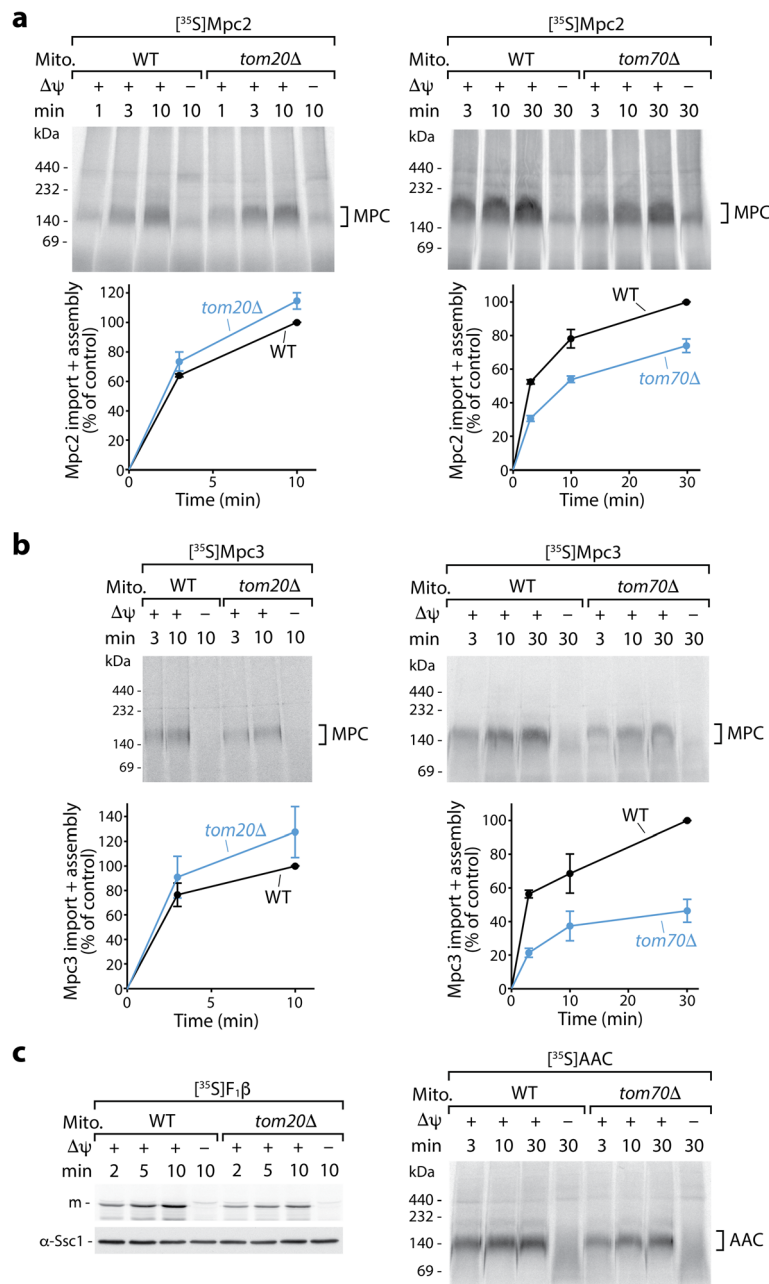 a
[³⁵S]Mpc2
Mito. WT tom20Δ
Δψ + + + – + + + –
min 1 3 10 10 1 3 10 10
kDa
440 -
232 -
140 -
69 -
MPC
120
100
80
60
40
20
0
Mpc2 import + assembly
(% of control)
tom20Δ
WT
0 5 10
Time (min)
[³⁵S]Mpc2
Mito. WT tom70Δ
Δψ + + + – + + + –
min 3 10 30 30 3 10 30 30
kDa
440 -
232 -
140 -
69 -
MPC
100
80
60
40
20
0
Mpc2 import + assembly
(% of control)
WT
tom70Δ
0 10 20 30
Time (min)
b
[³⁵S]Mpc3
Mito. WT tom20Δ
Δψ + + – + + –
min 3 10 10 3 10 10
kDa
440 -
232 -
140 -
69 -
MPC
140
120
100
80
60
40
20
0
Mpc3 import + assembly
(% of control)
tom20Δ
WT
0 5 10
Time (min)
[³⁵S]Mpc3
Mito. WT tom70Δ
Δψ + + + – + + + –
min 3 10 30 30 3 10 30 30
kDa
440 -
232 -
140 -
69 -
MPC
100
80
60
40
20
0
Mpc3 import + assembly
(% of control)
WT
tom70Δ
0 10 20 30
Time (min)
c
[³⁵S]F₁β
Mito. WT tom20Δ
Δψ + + + – + + + –
min 2 5 10 10 2 5 10 10
m -
α-Ssc1 -
[³⁵S]AAC
Mito. WT tom70Δ
Δψ + + + – + + + –
min 3 10 30 30 3 10 30 30
kDa
440 -
232 -
140 -
69 -
AAC